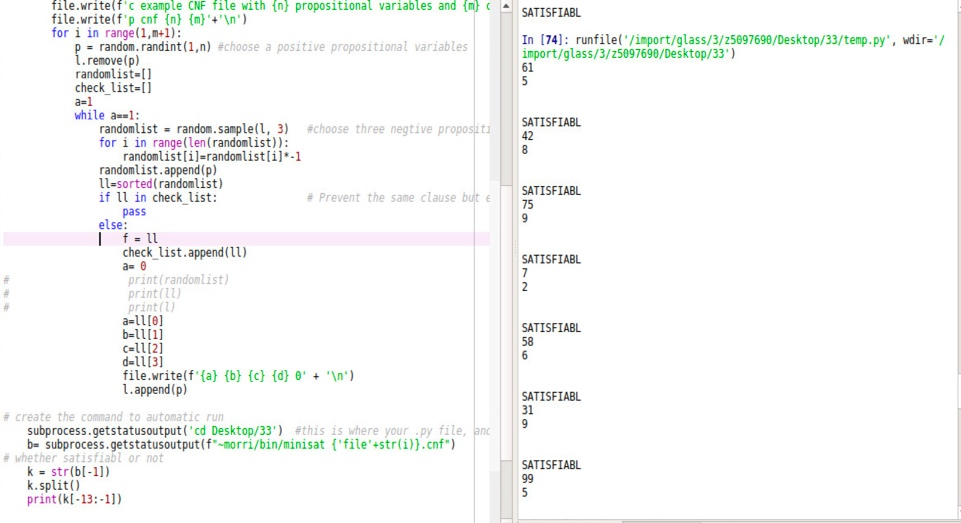 file.write(f'c example CNF file with {n} propositional variables and {m} c
file.write(f'p cnf {n} {m}'+'\n')
for i in range(1,m+1):
p = random.randint(1,n) #choose a positive propositional variables
l.remove(p)
randomlist=[]
check_list=[]
a=1
while a==1:
randomlist = random.sample(l, 3) #choose three negtive propositi
for i in range(len(randomlist)):
randomlist[i]=randomlist[i]*-1
randomlist.append(p)
ll=sorted(randomlist)
if ll in check_list: # Prevent the same clause but e
pass
else:
f = ll
check_list.append(ll)
a= 0
# print(randomlist)
# print(ll)
# print(l)
a=ll[0]
b=ll[1]
c=ll[2]
d=ll[3]
file.write(f'{a} {b} {c} {d} 0' + '\n')
l.append(p)
# create the command to automatic run
subprocess.getstatusoutput('cd Desktop/33') #this is where your .py file, and
b= subprocess.getstatusoutput(f"~morri/bin/minisat {'file'+str(i)}.cnf")
# whether satisfiabl or not
k = str(b[-1])
k.split()
print(k[-13:-1])
SATISFIABL
In [74]: runfile('/import/glass/3/z5097690/Desktop/33/temp.py', wdir='/
import/glass/3/z5097690/Desktop/33')
61
5
SATISFIABL
42
8
SATISFIABL
75
9
SATISFIABL
7
2
SATISFIABL
58
6
SATISFIABL
31
9
SATISFIABL
99
5